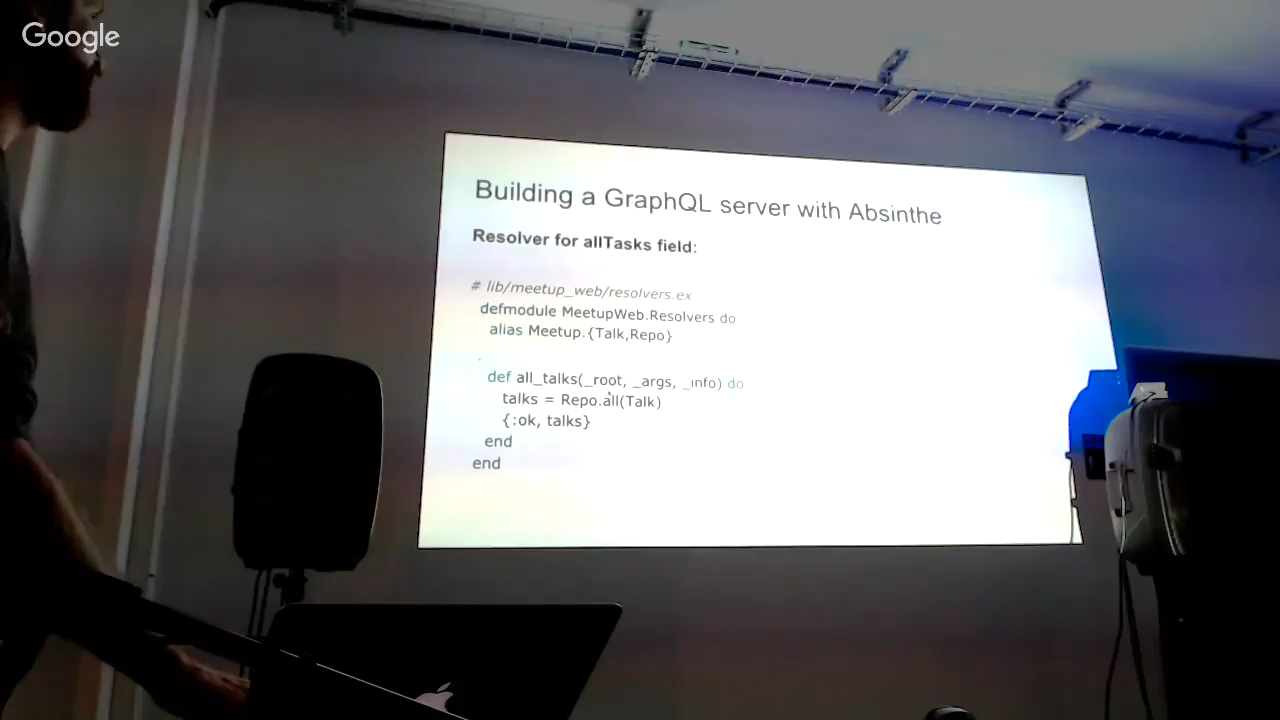 Google
Building a GraphQL server with Absinthe
Resolver for allTasks field:
# lib/meetup_web/resolvers.ex
defmodule MeetupWeb.Resolvers do
alias Meetup.{Talk,Repo}
def all_talks(_root, _args, _info) do
talks = Repo.all(Talk)
{:ok, talks}
end
end